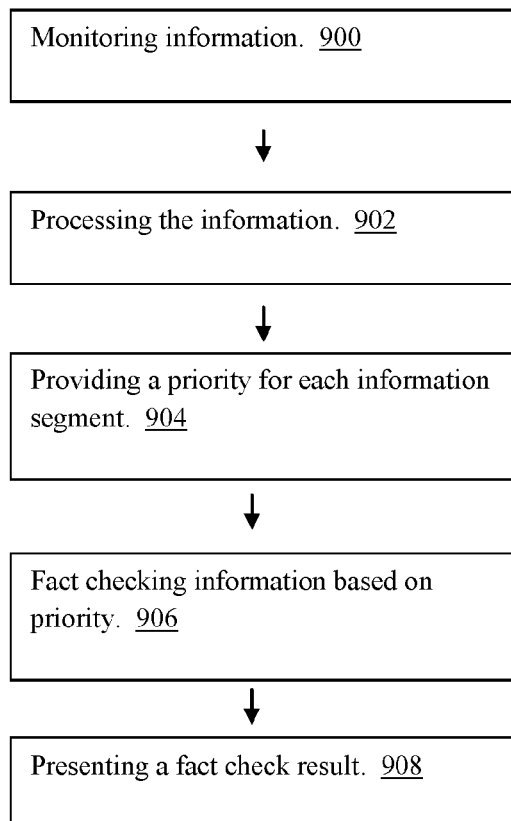 Monitoring information. 900
Processing the information. 902
Providing a priority for each information
segment. 904
Fact checking information based on
priority. 906
Presenting a fact check result. 908